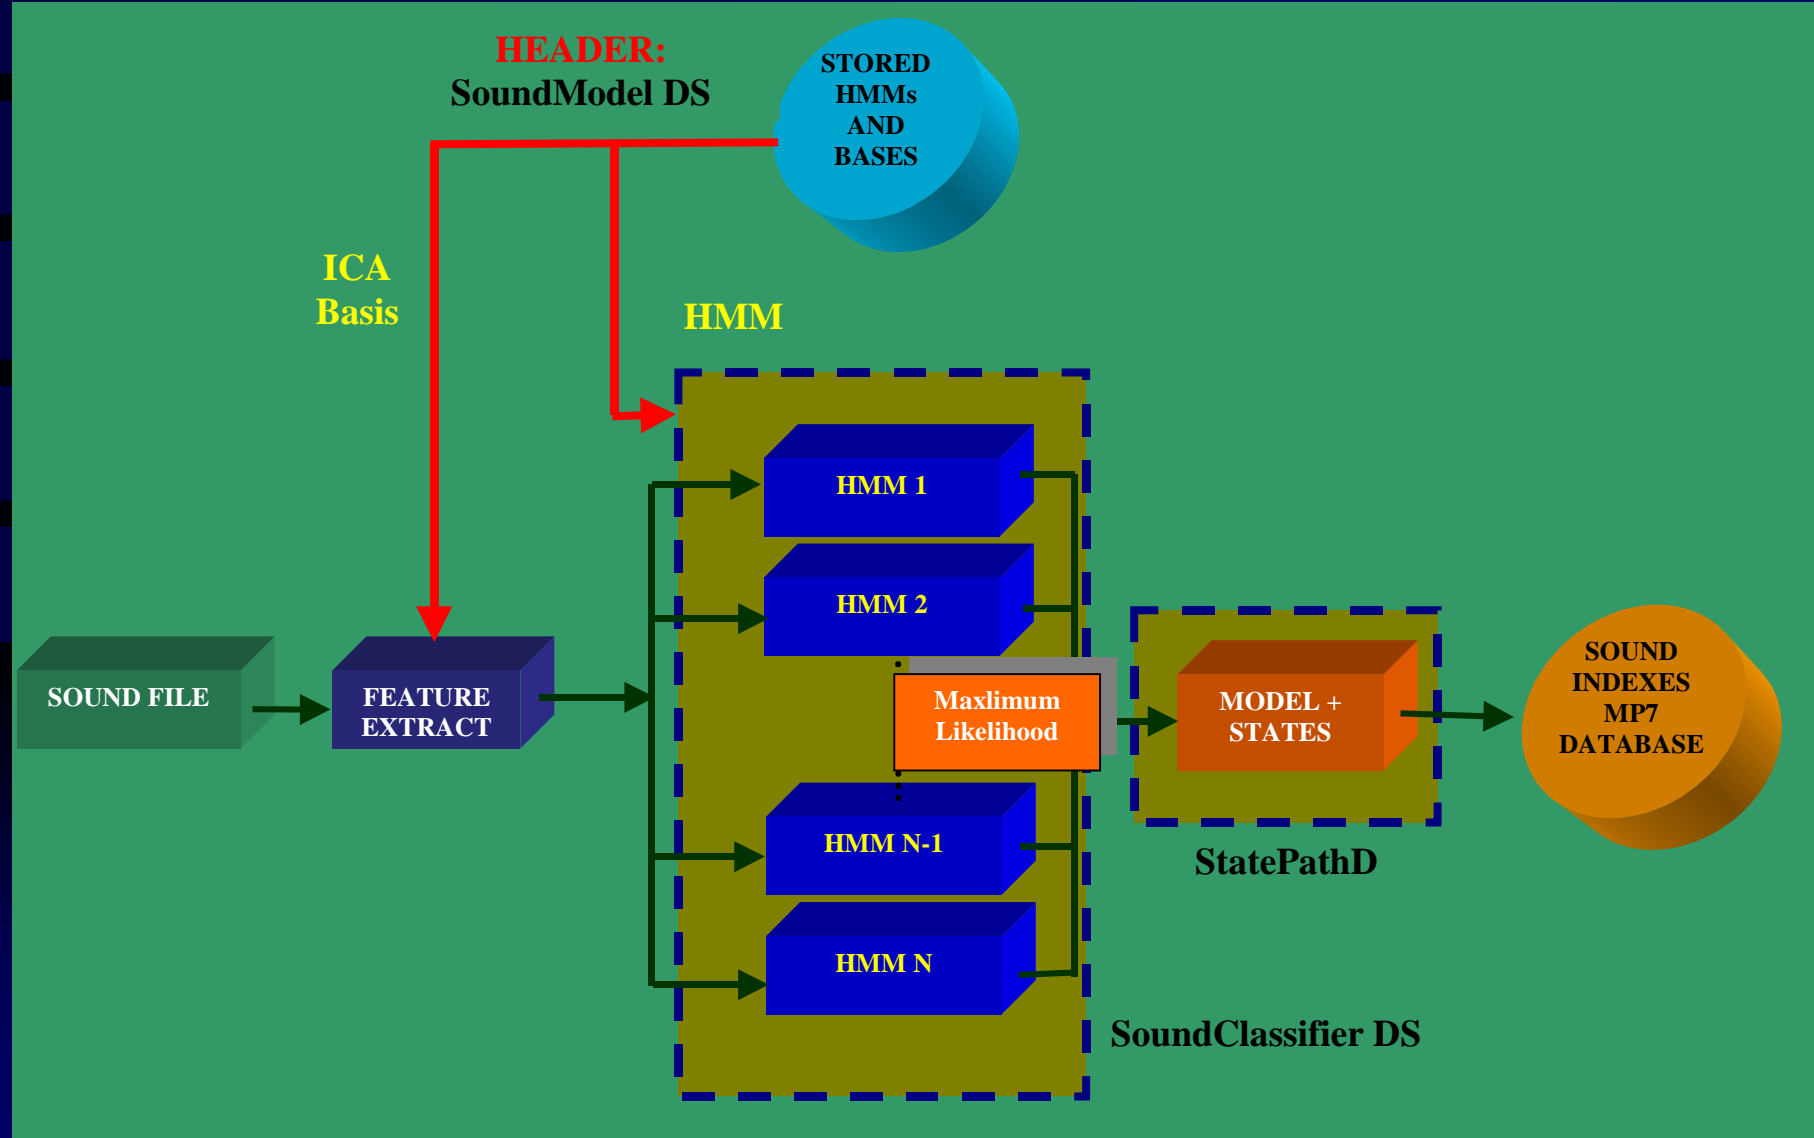 HEADER:
SoundModel DS
STORED
HMMs
AND
BASES
ICA
Basis
HMM
HMM 1
HMM 2
SOUND FILE
FEATURE
EXTRACT
Maxlimum
Likelihood
MODEL +
STATES
SOUND
INDEXES
MP7
DATABASE
HMM N-1
StatePathD
HMM N
SoundClassifier DS